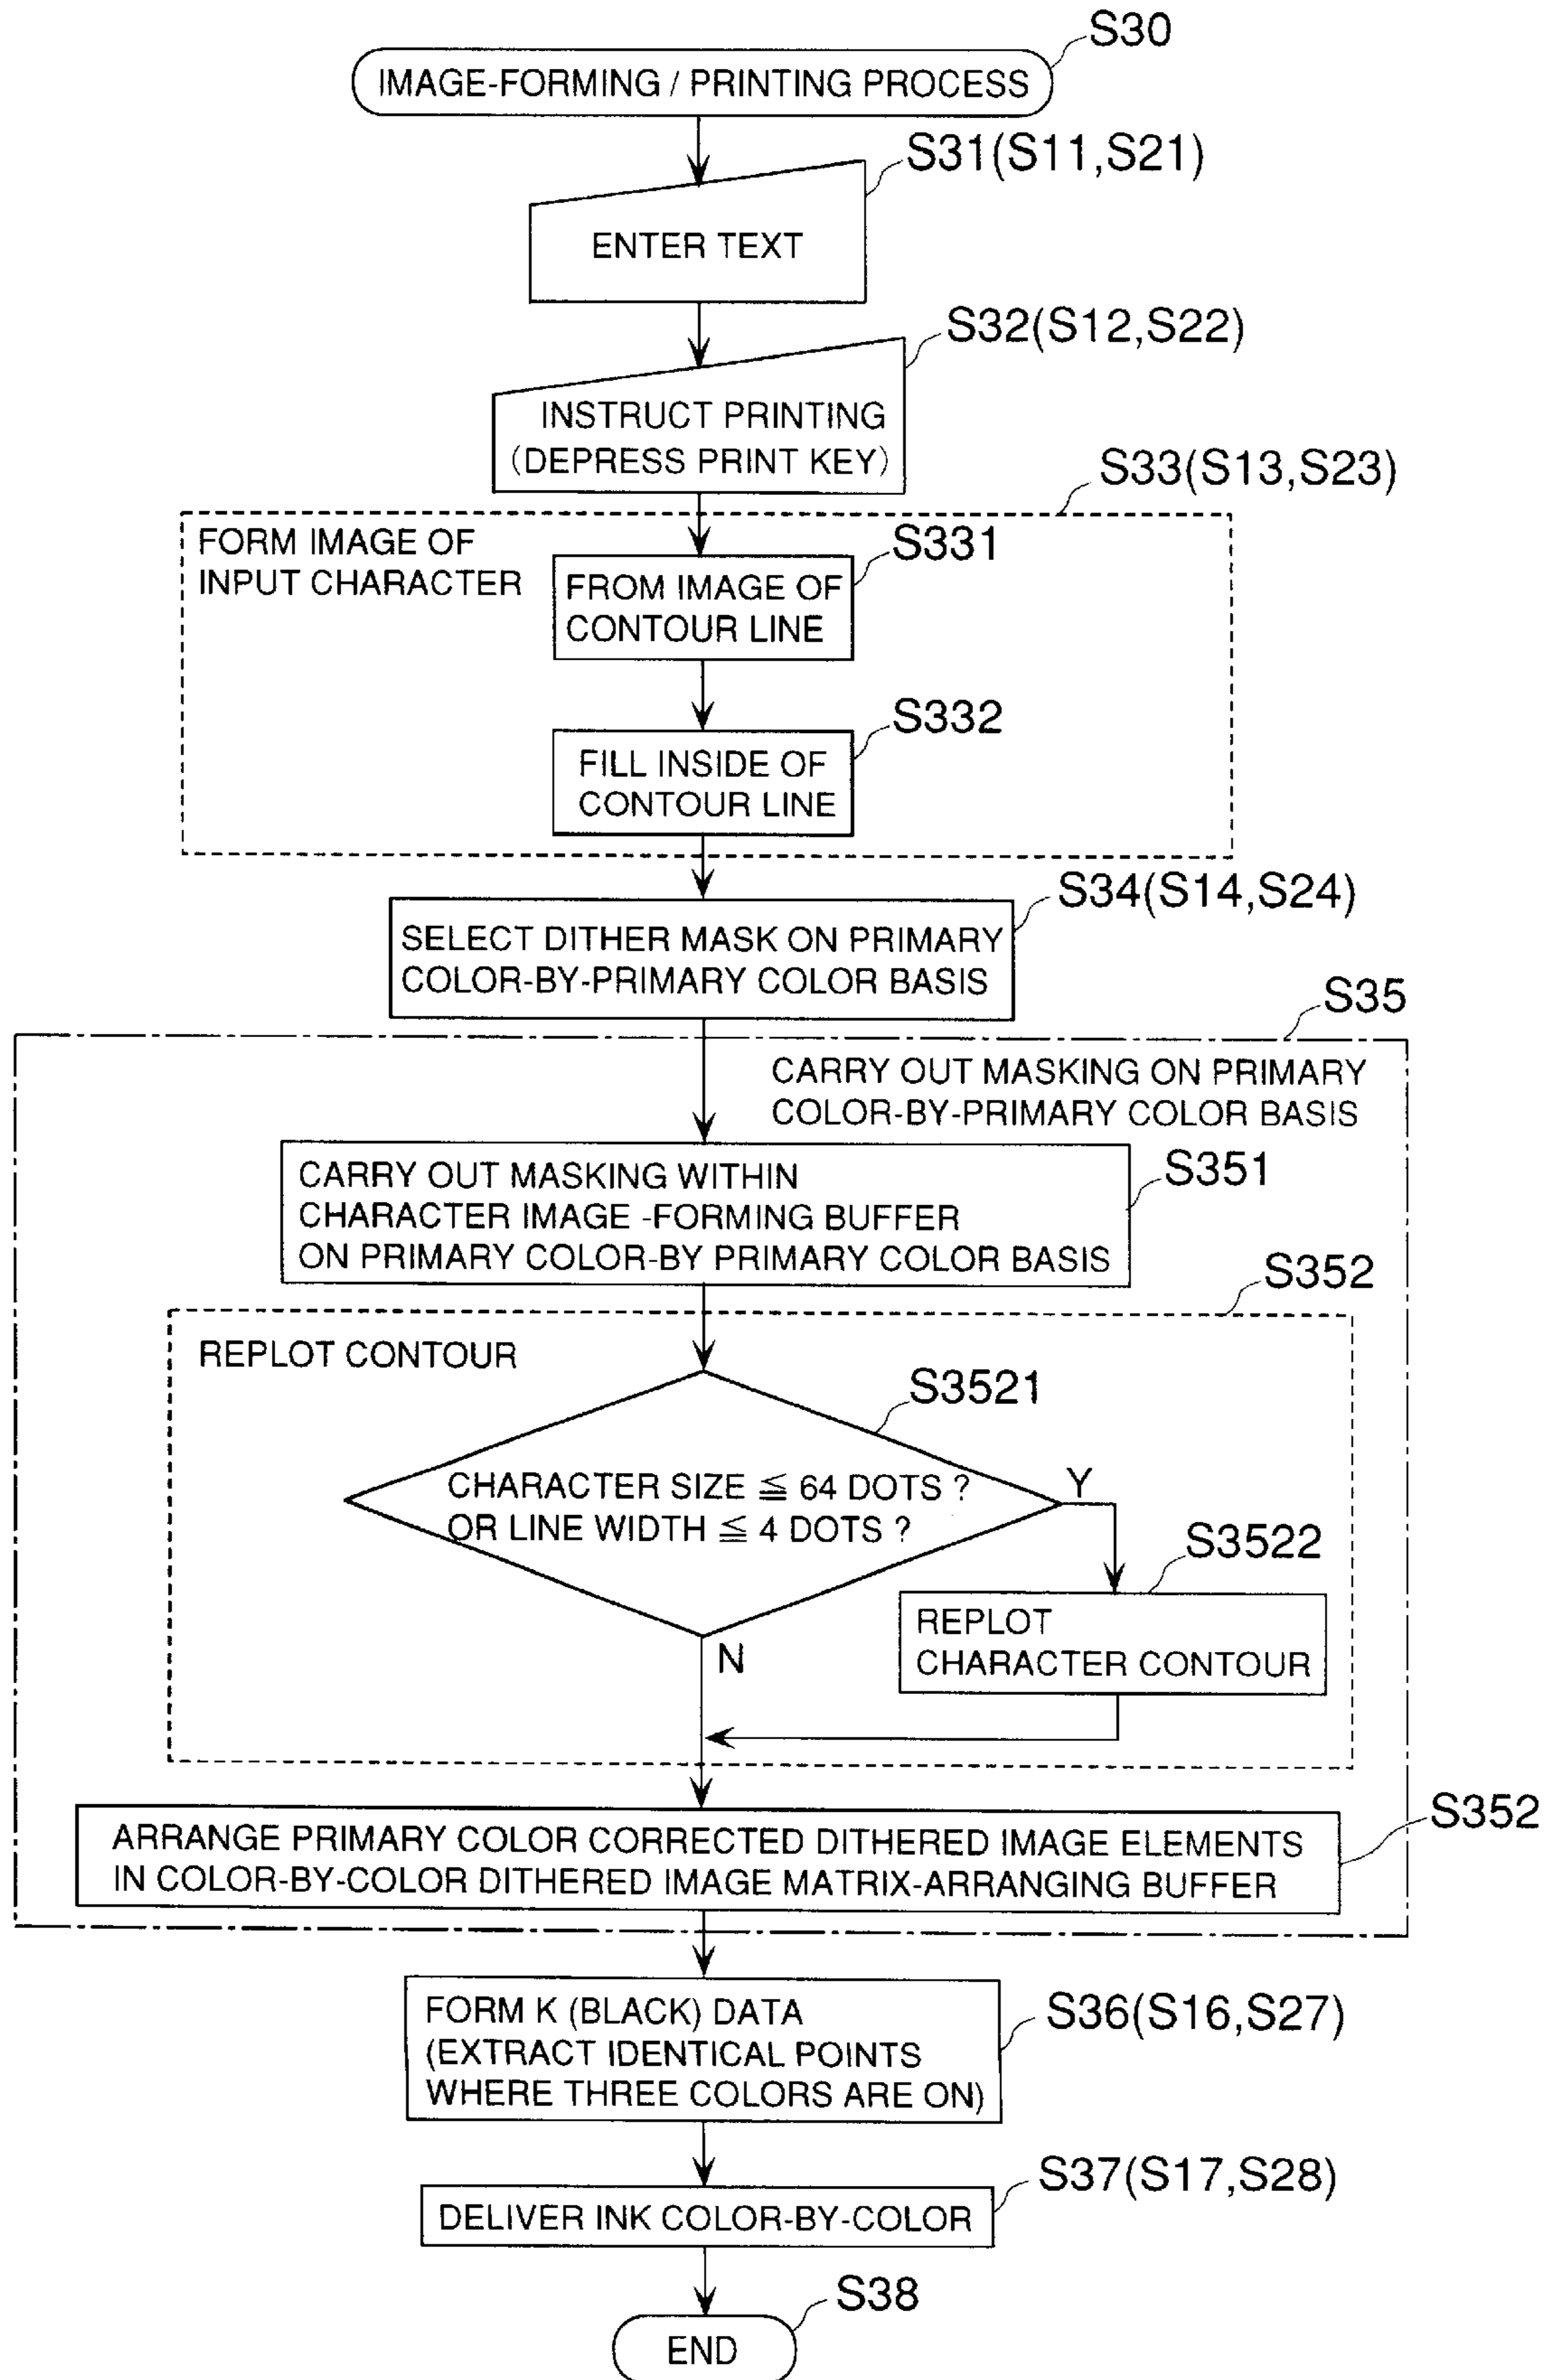 S30
IMAGE-FORMING / PRINTING PROCESS
S31(S11,S21)
ENTER TEXT
S32(S12,S22)
INSTRUCT PRINTING
(DEPRESS PRINT KEY)
S33(S13,S23)
FORM IMAGE OF
INPUT CHARACTER
S331
FROM IMAGE OF
CONTOUR LINE
S332
FILL INSIDE OF
CONTOUR LINE
S34(S14,S24)
SELECT DITHER MASK ON PRIMARY
COLOR-BY-PRIMARY COLOR BASIS
S35
CARRY OUT MASKING ON PRIMARY
COLOR-BY-PRIMARY COLOR BASIS
S351
CARRY OUT MASKING WITHIN
CHARACTER IMAGE -FORMING BUFFER
ON PRIMARY COLOR-BY PRIMARY COLOR BASIS
S352
REPLOT CONTOUR
S3521
CHARACTER SIZE ≦ 64 DOTS ?
OR LINE WIDTH ≦ 4 DOTS ?
Y
S3522
REPLOT
CHARACTER CONTOUR
N
S352
ARRANGE PRIMARY COLOR CORRECTED DITHERED IMAGE ELEMENTS
IN COLOR-BY-COLOR DITHERED IMAGE MATRIX-ARRANGING BUFFER
S36(S16,S27)
FORM K (BLACK) DATA
(EXTRACT IDENTICAL POINTS
WHERE THREE COLORS ARE ON)
S37(S17,S28)
DELIVER INK COLOR-BY-COLOR
S38
END